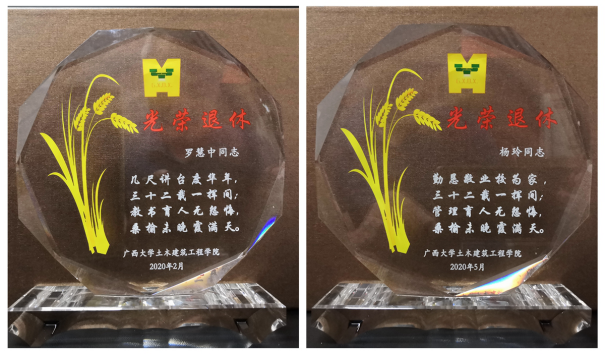 光荣退休
罗慧中同志
几尺讲台度华年，
三十二载一挥间；
教书育人无怨悔，
桑榆未晚霞满天。
广西大学土木建筑工程学院
2020年2月
光荣退休
杨玲同志
勤恳敬业校为家，
三十二载一挥间；
管理育人无怨悔，
桑榆未晚霞满天。
广西大学土木建筑工程学院
2020年5月